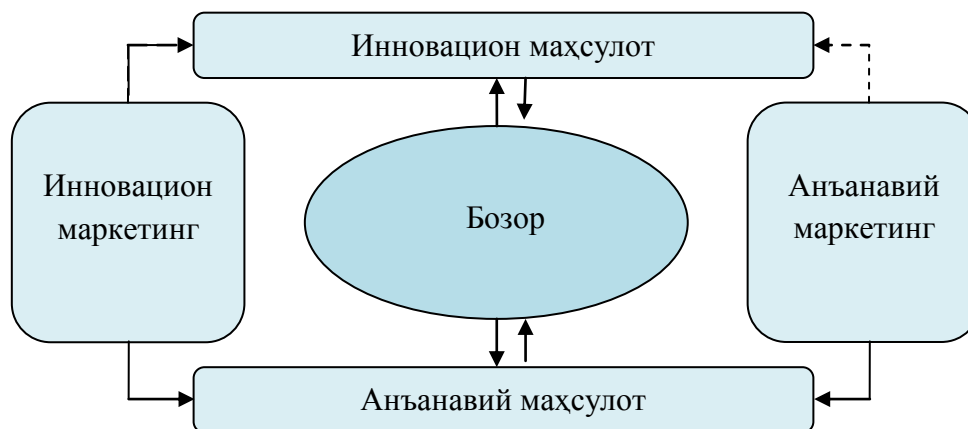 Инновацион маҳсулот
Инновацион
маркетинг
Бозор
Анъанавий
маркетинг
Анъанавий маҳсулот